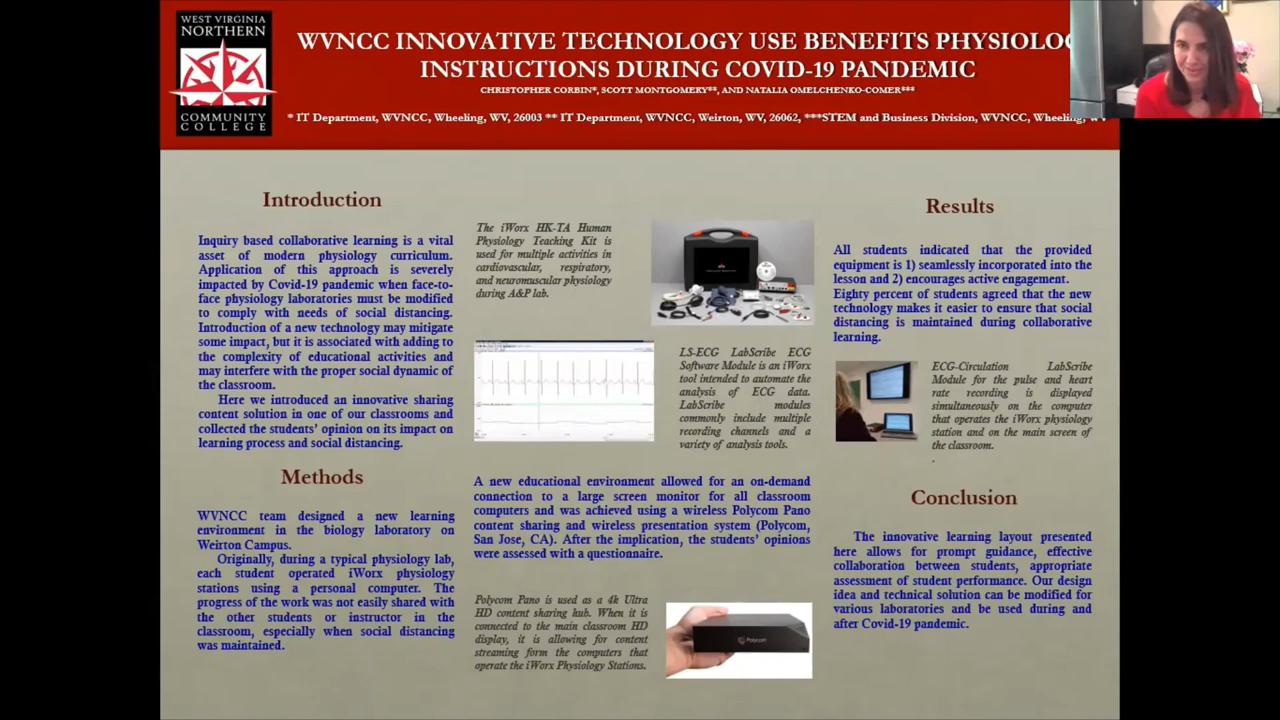 WEST VIRGINIA
NORTHERN
COMMUNITY
COLLEGE
WVNCC INNOVATIVE TECHNOLOGY USE BENEFITS PHYSIOLOG
INSTRUCTIONS DURING COVID-19 PANDEMIC
CHRISTOPHER CORBIN*, SCOTT MONTGOMERY**, AND NATALIA OMELCHENKO-COMER***
* IT Department, WVNCC, Wheeling, WV, 26003 ** IT Department, WVNCC, Weirton, WV, 26062, ***STEM and Business Division, WVNCC, Wheeling, WV
Introduction
Inquiry based collaborative learning is a vital
asset of modern physiology curriculum.
Application of this approach is severely
impacted by Covid-19 pandemic when face-to-
face physiology laboratories must be modified
to comply with needs of social distancing.
Introduction of a new technology may mitigate
some impact, but it is associated with adding to
the complexity of educational activities and
may interfere with the proper social dynamic of
the classroom.
Here we introduced an innovative sharing
content solution in one of our classrooms and
collected the students' opinion on its impact on
learning process and social distancing.
Methods
WVNCC team designed a new learning
environment in the biology laboratory on
Weirton Campus.
Originally, during a typical physiology lab,
each student operated iWorx physiology
stations using a personal computer. The
progress of the work was not easily shared with
the other students or instructor in the
classroom, especially when social distancing
was maintained.
The iWorx HK-TA Human
Physiology Teaching Kit is
used for multiple activities in
cardiovascular, respiratory,
and neuromuscular physiology
during A&P lab.
LS-ECG LabScribe ECG
Software Module is an iWorx
tool intended to automate the
analysis of ECG data.
LabScribe modules
commonly include multiple
recording channels and a
variety of analysis tools.
A new educational environment allowed for an on-demand
connection to a large screen monitor for all classroom
computers and was achieved using a wireless Polycom Pano
content sharing and wireless presentation system (Polycom,
San Jose, CA). After the implication, the students' opinions
were assessed with a questionnaire.
Polycom Pano is used as a 4k Ultra
HD content sharing hub. When it is
connected to the main classroom HD
display, it is allowing for content
streaming form the computers that
operate the iWorx Physiology Stations.
Polycom
Results
All students indicated that the provided
equipment is 1) seamlessly incorporated into the
lesson and 2) encourages active engagement.
Eighty percent of students agreed that the new
technology makes it easier to ensure that social
distancing is maintained during collaborative
learning.
ECG-Circulation LabScribe
Module for the pulse and heart
rate recording is displayed
simultaneously on the computer
that operates the iWorx physiology
station and on the main screen of
the classroom.
.
Conclusion
The innovative learning layout presented
here allows for prompt guidance, effective
collaboration between students, appropriate
assessment of student performance. Our design
idea and technical solution can be modified for
various laboratories and be used during and
after Covid-19 pandemic.